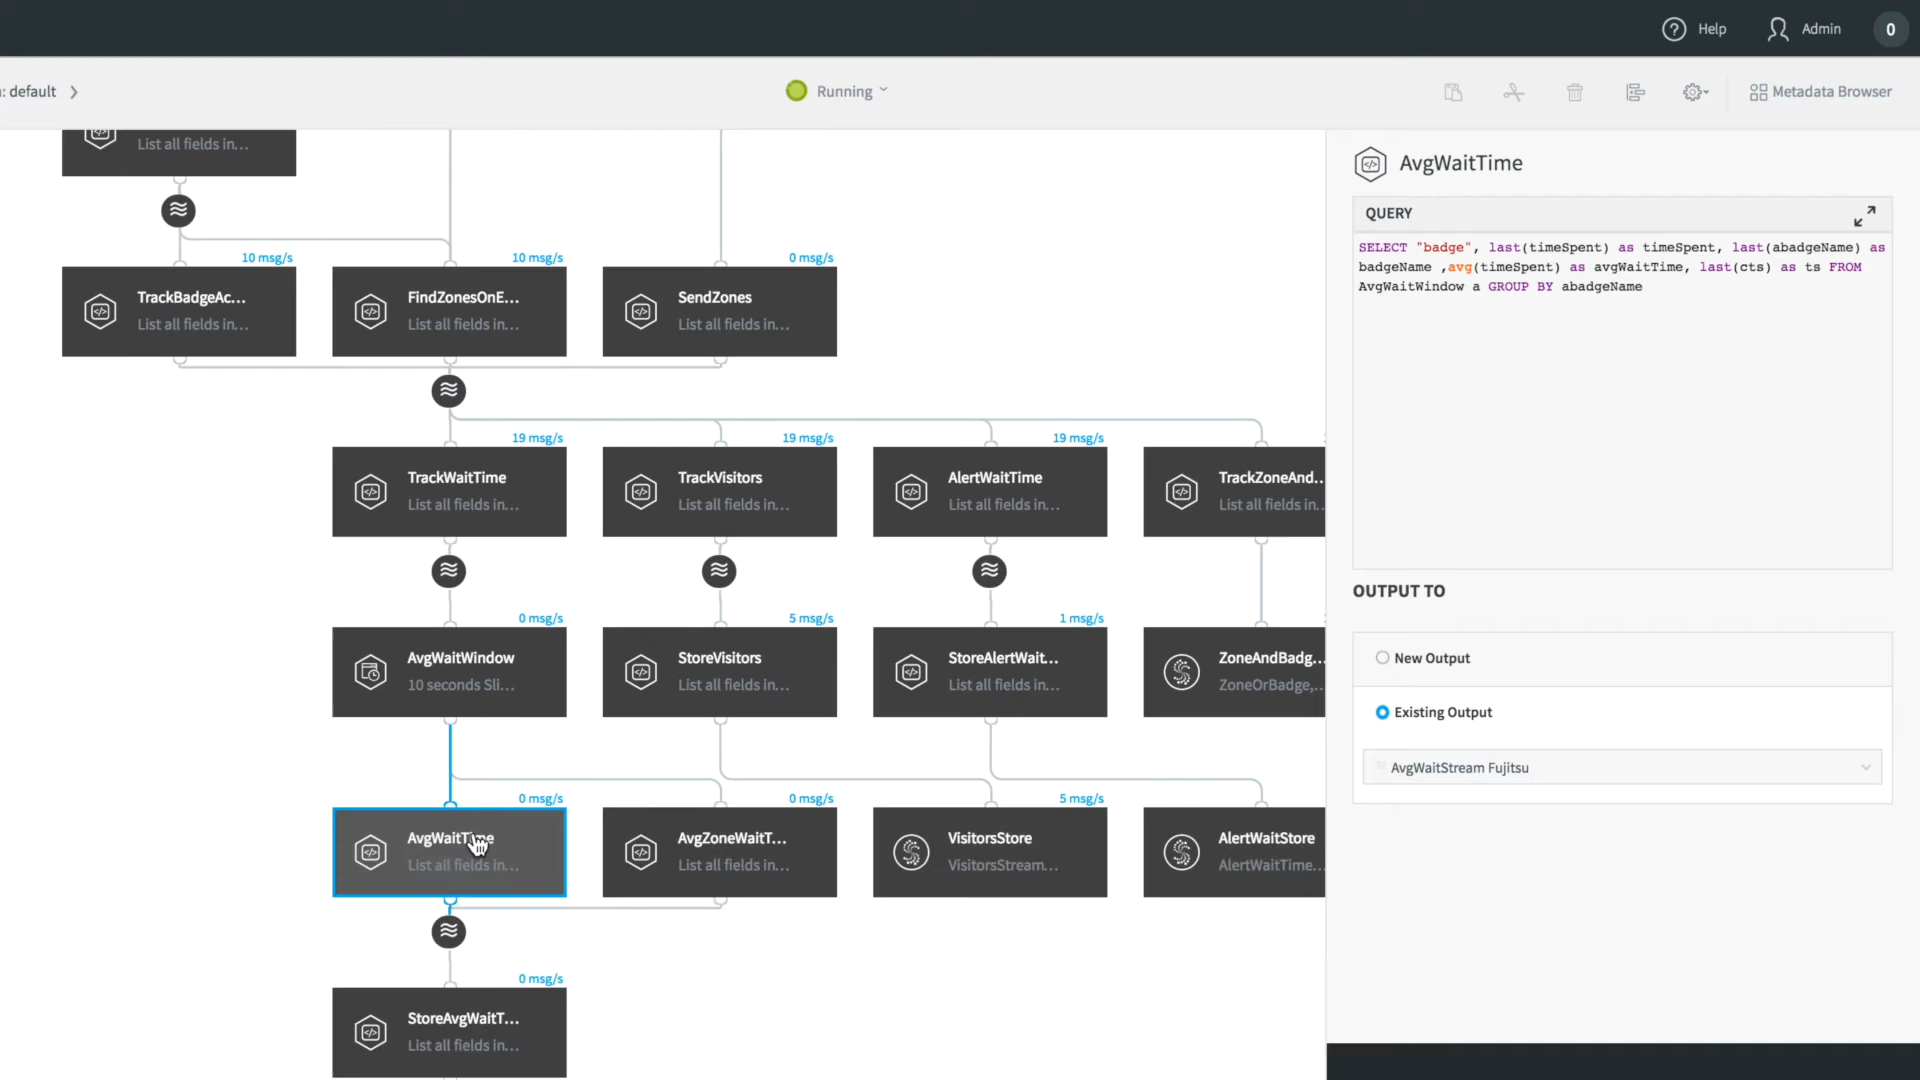 Help
Admin
0
: default
Running
Metadata Browser
List all fields in...
10 msg/s
10 msg/s
0 msg/s
TrackBadgeAc...
List all fields in...
FindZonesOnE...
List all fields in...
SendZones
List all fields in...
19 msg/s
19 msg/s
19 msg/s
TrackWaitTime
List all fields in...
TrackVisitors
List all fields in...
AlertWaitTime
List all fields in...
TrackZoneAnd...
List all fields in...
0 msg/s
5 msg/s
1 msg/s
AvgWaitWindow
10 seconds Sli...
StoreVisitors
List all fields in...
StoreAlertWait...
List all fields in...
ZoneAndBadg...
ZoneOrBadge,...
0 msg/s
0 msg/s
5 msg/s
AvgWaitTime
List all fields in...
AvgZoneWaitT...
List all fields in...
VisitorsStore
VisitorsStream...
AlertWaitStore
AlertWaitTime...
0 msg/s
StoreAvgWaitT...
List all fields in...
AvgWaitTime
QUERY
SELECT "badge", last(timeSpent) as timeSpent, last(abadgeName) as
badgeName ,avg(timeSpent) as avgWaitTime, last(cts) as ts FROM
AvgWaitWindow a GROUP BY abadgeName
OUTPUT TO
New Output
Existing Output
AvgWaitStream Fujitsu